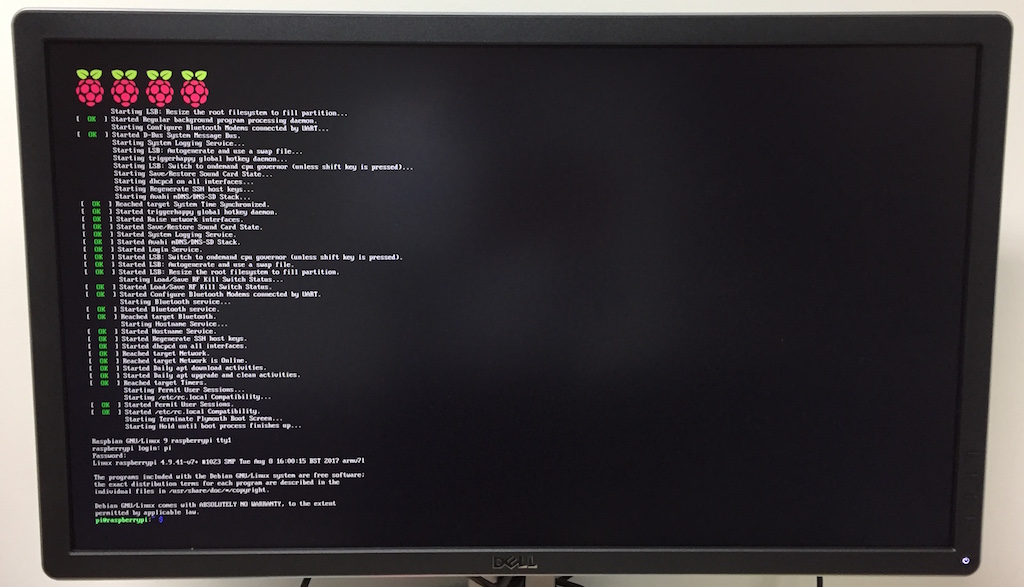 Starting LSB: Resize the root filesystem to fill partition...
[ OK ] Started Regular background program processing daemon.
Starting Configure Bluetooth Modems connected by UART...
[ OK ] Started D-Bus System Message Bus.
Starting System Logging Service...
Starting LSB: Autogenerate and use a swap file...
Starting triggerhappy global hotkey daemon...
Starting LSB: Switch to ondemand cpu governor (unless shift key is pressed)...
Starting Save/Restore Sound Card State...
Starting dhcpcd on all interfaces...
Starting Regenerate SSH host keys...
Starting Avahi mDNS/DNS-SD Stack...
[ OK ] Reached target System Time Synchronized.
[ OK ] Started triggerhappy global hotkey daemon.
[ OK ] Started Raise network interfaces.
[ OK ] Started Save/Restore Sound Card State.
[ OK ] Started System Logging Service.
[ OK ] Started Avahi mDNS/DNS-SD Stack.
[ OK ] Started Login Service.
[ OK ] Started LSB: Switch to ondemand cpu governor (unless shift key is pressed).
[ OK ] Started LSB: Autogenerate and use a swap file.
[ OK ] Started LSB: Resize the root filesystem to fill partition.
Starting Load/Save RF Kill Switch Status...
[ OK ] Started Load/Save RF Kill Switch Status.
[ OK ] Started Configure Bluetooth Modems connected by UART.
Starting Bluetooth service...
[ OK ] Started Bluetooth service.
[ OK ] Reached target Bluetooth.
Starting Hostname Service...
[ OK ] Started Hostname Service.
[ OK ] Started Regenerate SSH host keys.
[ OK ] Started dhcpcd on all interfaces.
[ OK ] Reached target Network.
[ OK ] Reached target Network is Online.
[ OK ] Started Daily apt download activities.
[ OK ] Started Daily apt upgrade and clean activities.
[ OK ] Reached target Timers.
Starting Permit User Sessions...
Starting /etc/rc.local Compatibility...
[ OK ] Started Permit User Sessions.
[ OK ] Started /etc/rc.local Compatibility.
Starting Terminate Plymouth Boot Screen...
Starting Hold until boot process finishes up...
Raspbian GNU/Linux 9 raspberrypi tty1
raspberrypi login: pi
Password:
Linux raspberrypi 4.9.41-v7+ #1023 SMP Tue Aug 8 16:00:15 BST 2017 armv7l
The programs included with the Debian GNU/Linux system are free software;
the exact distribution terms for each program are described in the
individual files in /usr/share/doc/*/copyright.
Debian GNU/Linux comes with ABSOLUTELY NO WARRANTY, to the extent
permitted by applicable law.
pi@raspberrypi:~$
DELL